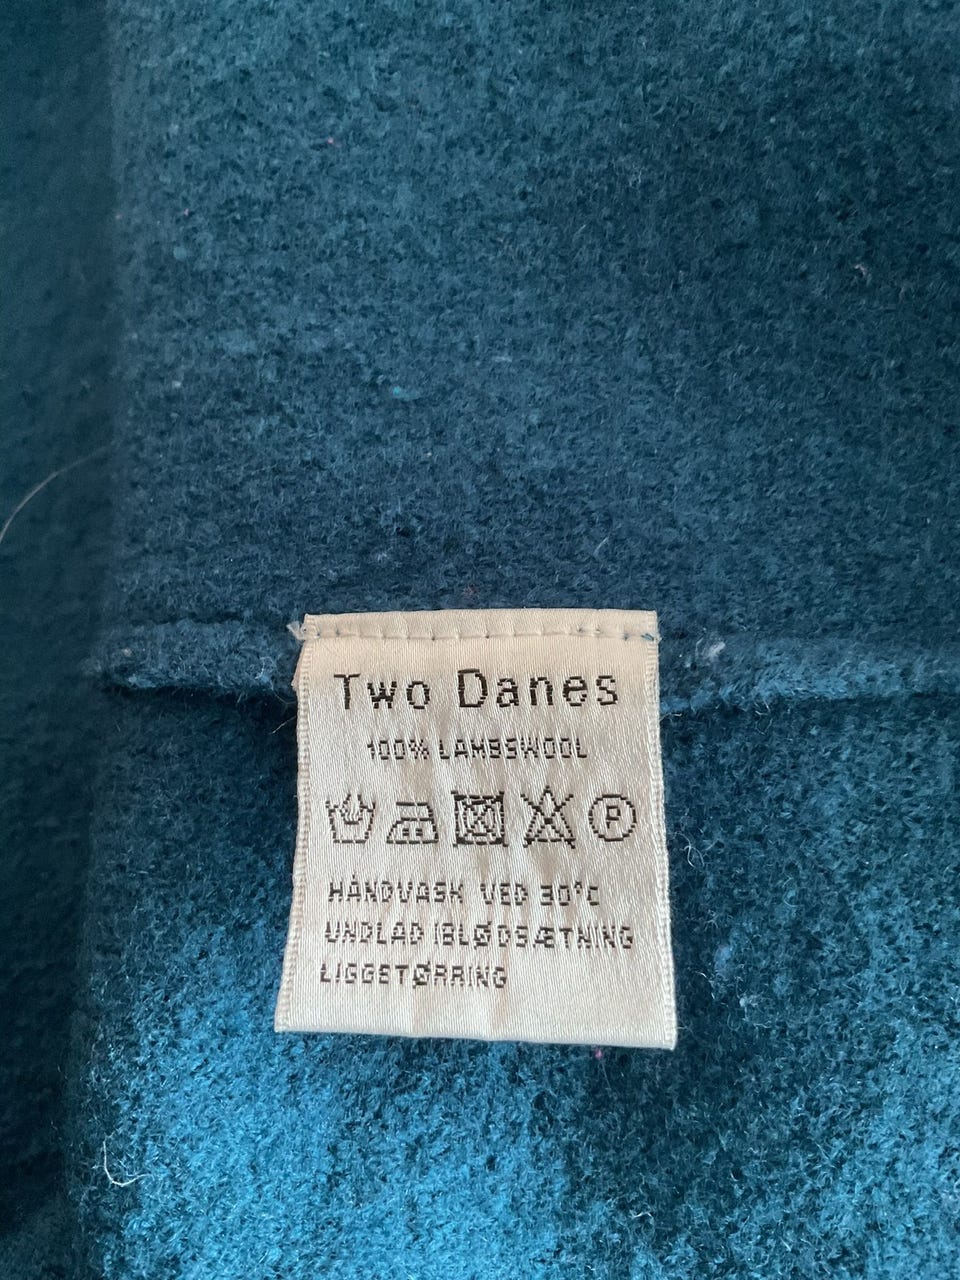 Two Danes
100% LAMBSWOOL
P
HÅNDVASK VED 30°C
UNDLAD IBLØDSÆTNING
LIGGETØRRING